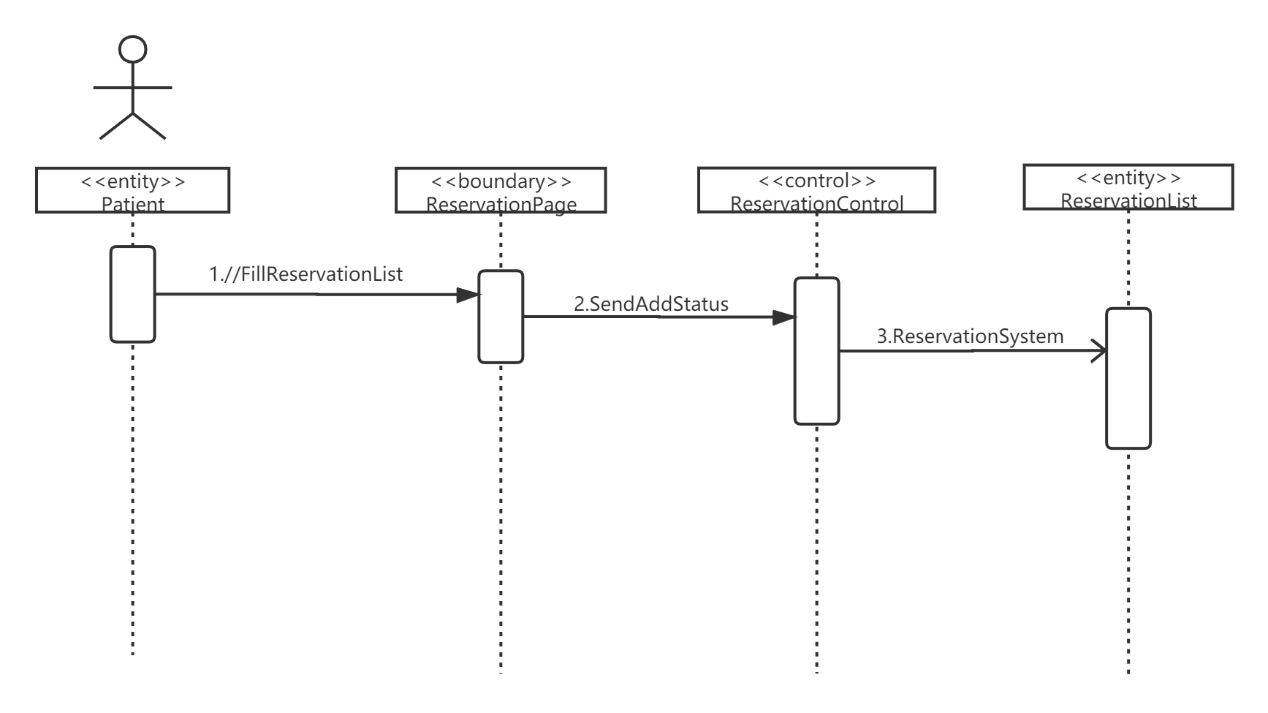 <<entity>>
Patient
<<boundary>>
ReservationPage
<<control>>
ReservationControl
<<entity>>
ReservationList
1.//FillReservationList
2.SendAddStatus
3.ReservationSystem